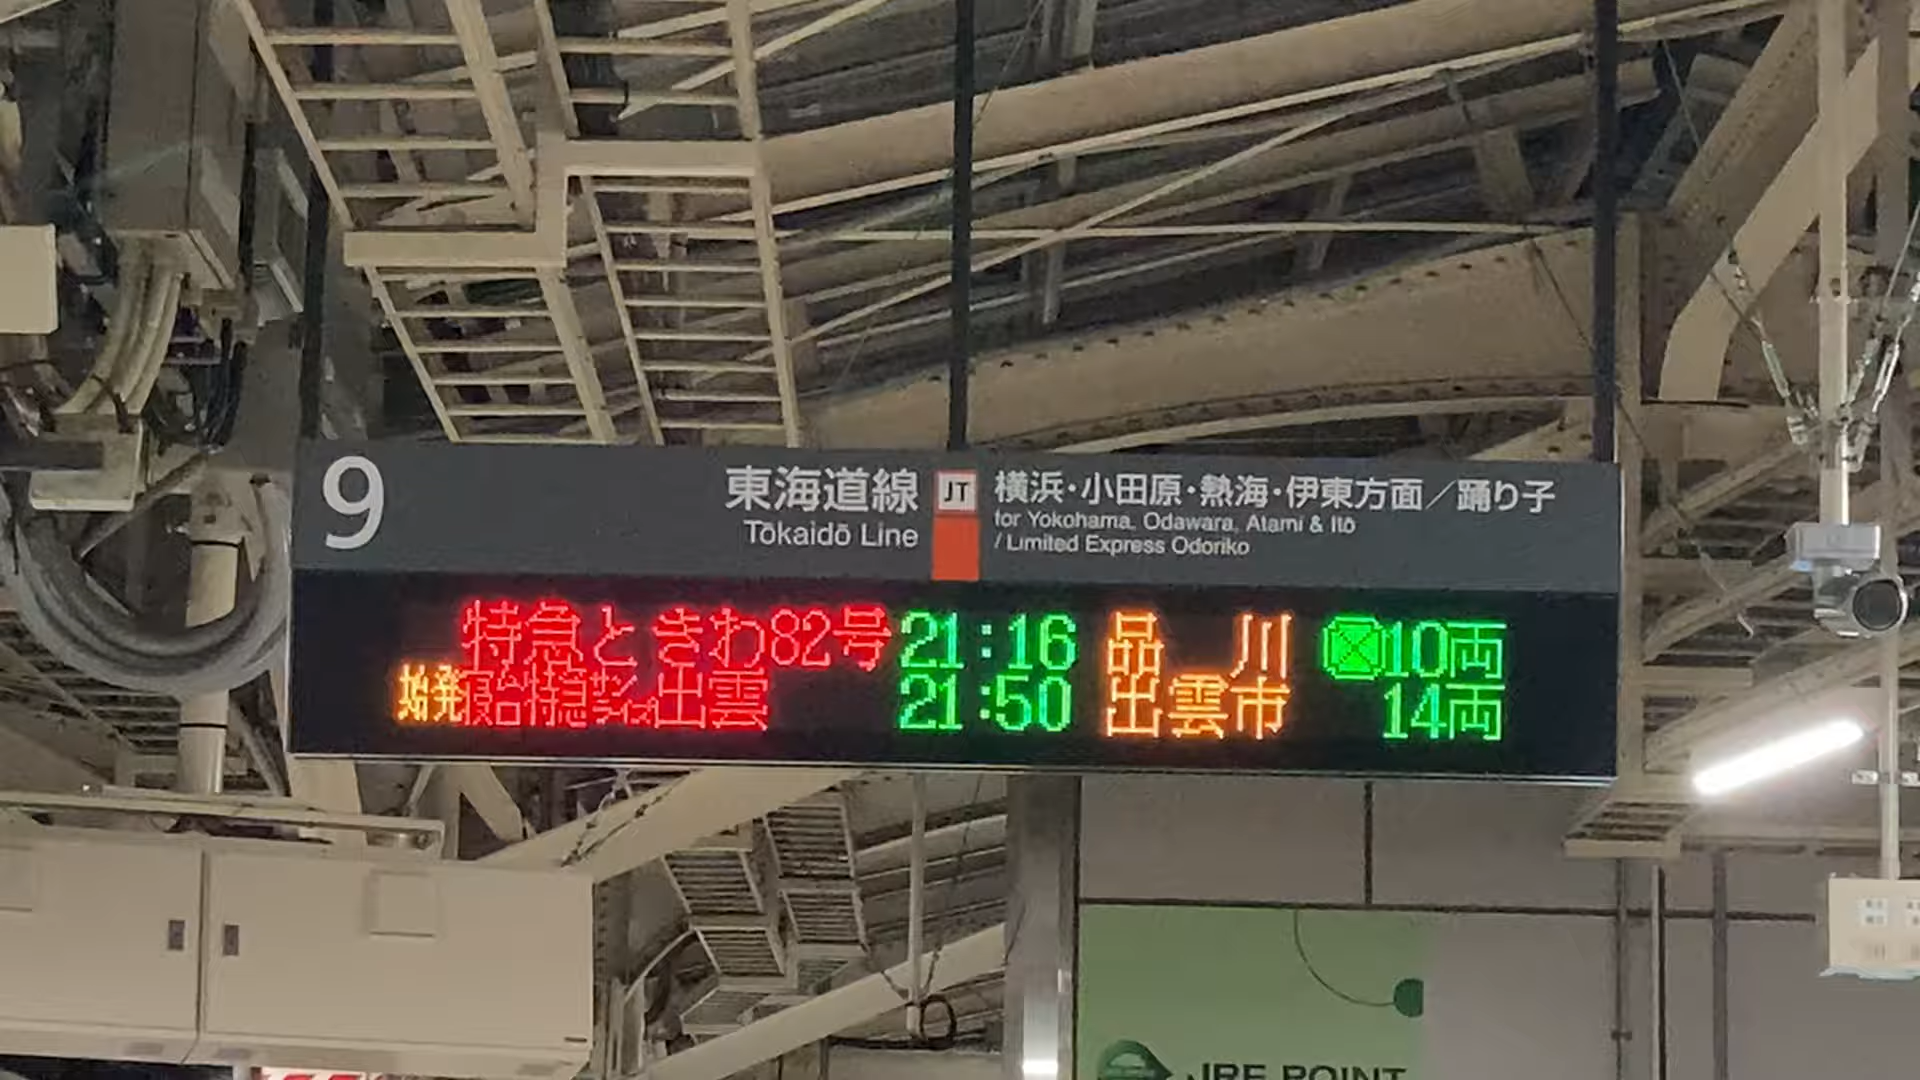 9
東海道線 JT 横浜・小田原・熱海・伊東方面／踊り子
Tōkaidō Line for Yokohama, Odawara, Atami & Itō
/ Limited Express Odoriko
特急ときわ82号 21:16 品川 10両
始発 寝台特急サンライズ出雲 21:50 出雲市 14両
JRE POINT